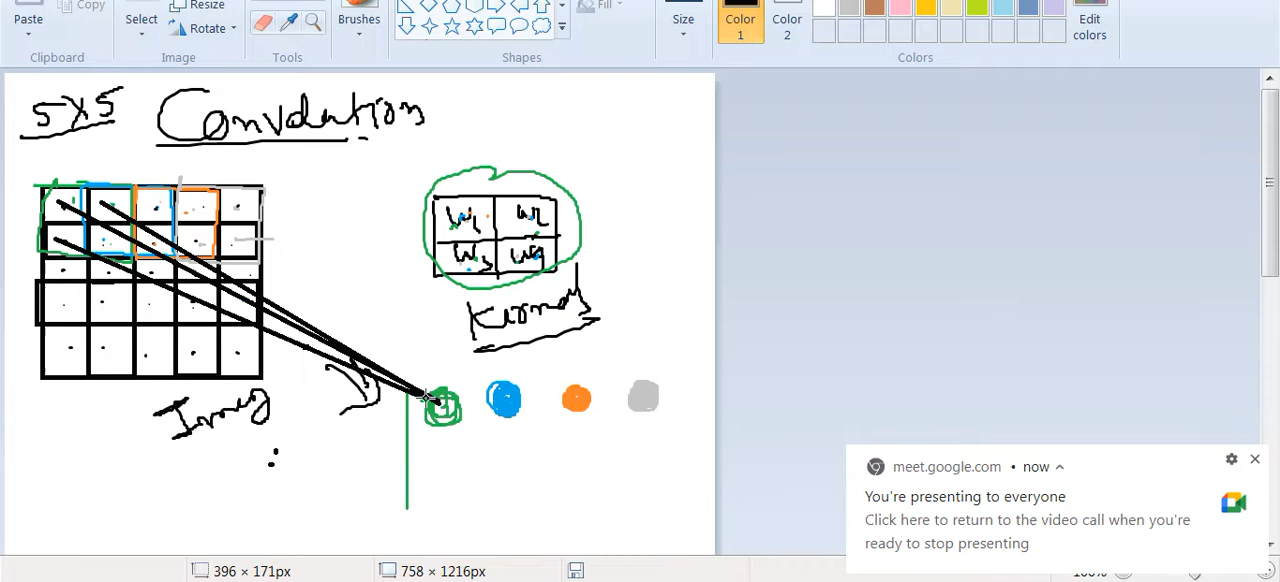 Copy
Resize
Fill
Paste
Select
Rotate
Brushes
Size
Color
1
Color
2
Edit
colors
Clipboard
Image
Tools
Shapes
Colors
5X5 Convolution
W1
W2
W3
Kernel
Imag
meet.google.com • now
You're presenting to everyone
Click here to return to the video call when you're
ready to stop presenting
396 × 171px
758 × 1216px
100%